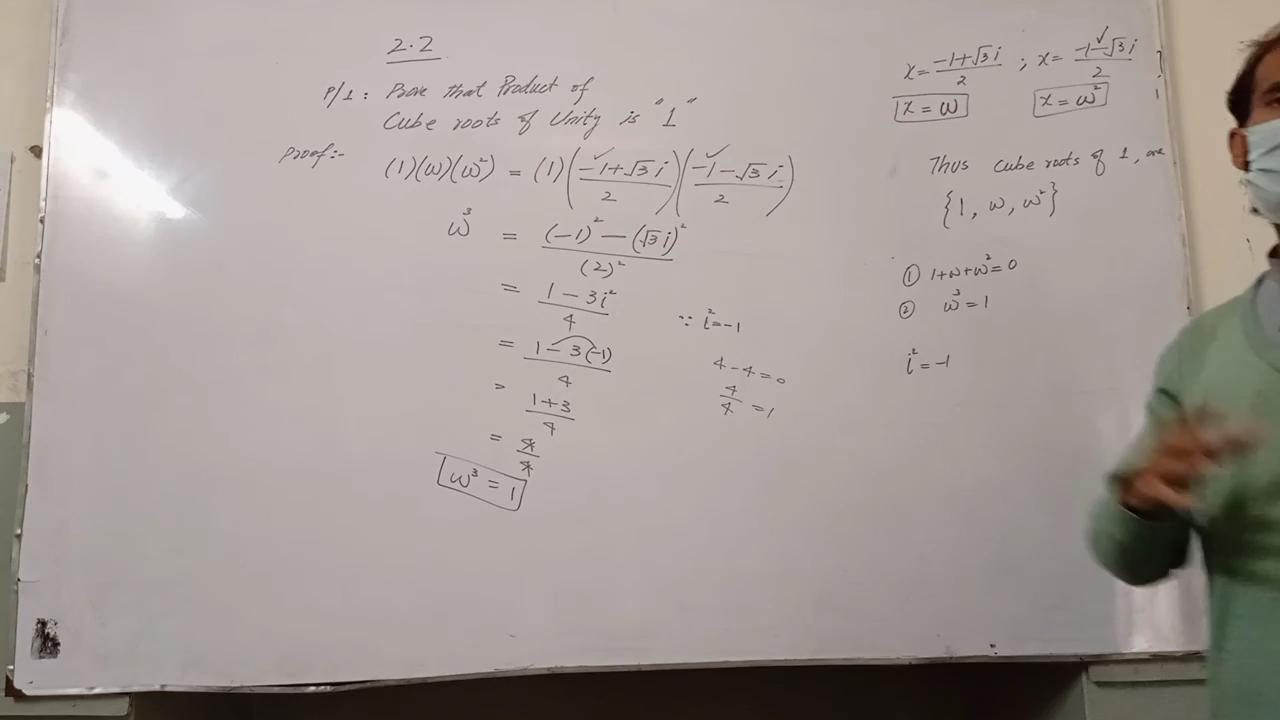 2.2
P/1: Prove that Product of
Cube roots of Unity is "1"
Proof:-
(1)(ω)(ω²) = (1)((-1+√3 i)/2)((-1-√3 i)/2)
ω³ = ((-1)² - (√3 i)²)/(2)²
= (1 - 3i²)/4
∵ i² = -1
= (1 - 3(-1))/4
= (1+3)/4
= 4/4
ω³ = 1
4-4=0
4/4 = 1
x = (-1+√3 i)/2 ; x = (-1-√3 i)/2
x = ω x = ω²
Thus cube roots of 1, are
{1, ω, ω²}
① 1+ω+ω²=0
② ω³=1
i²=-1